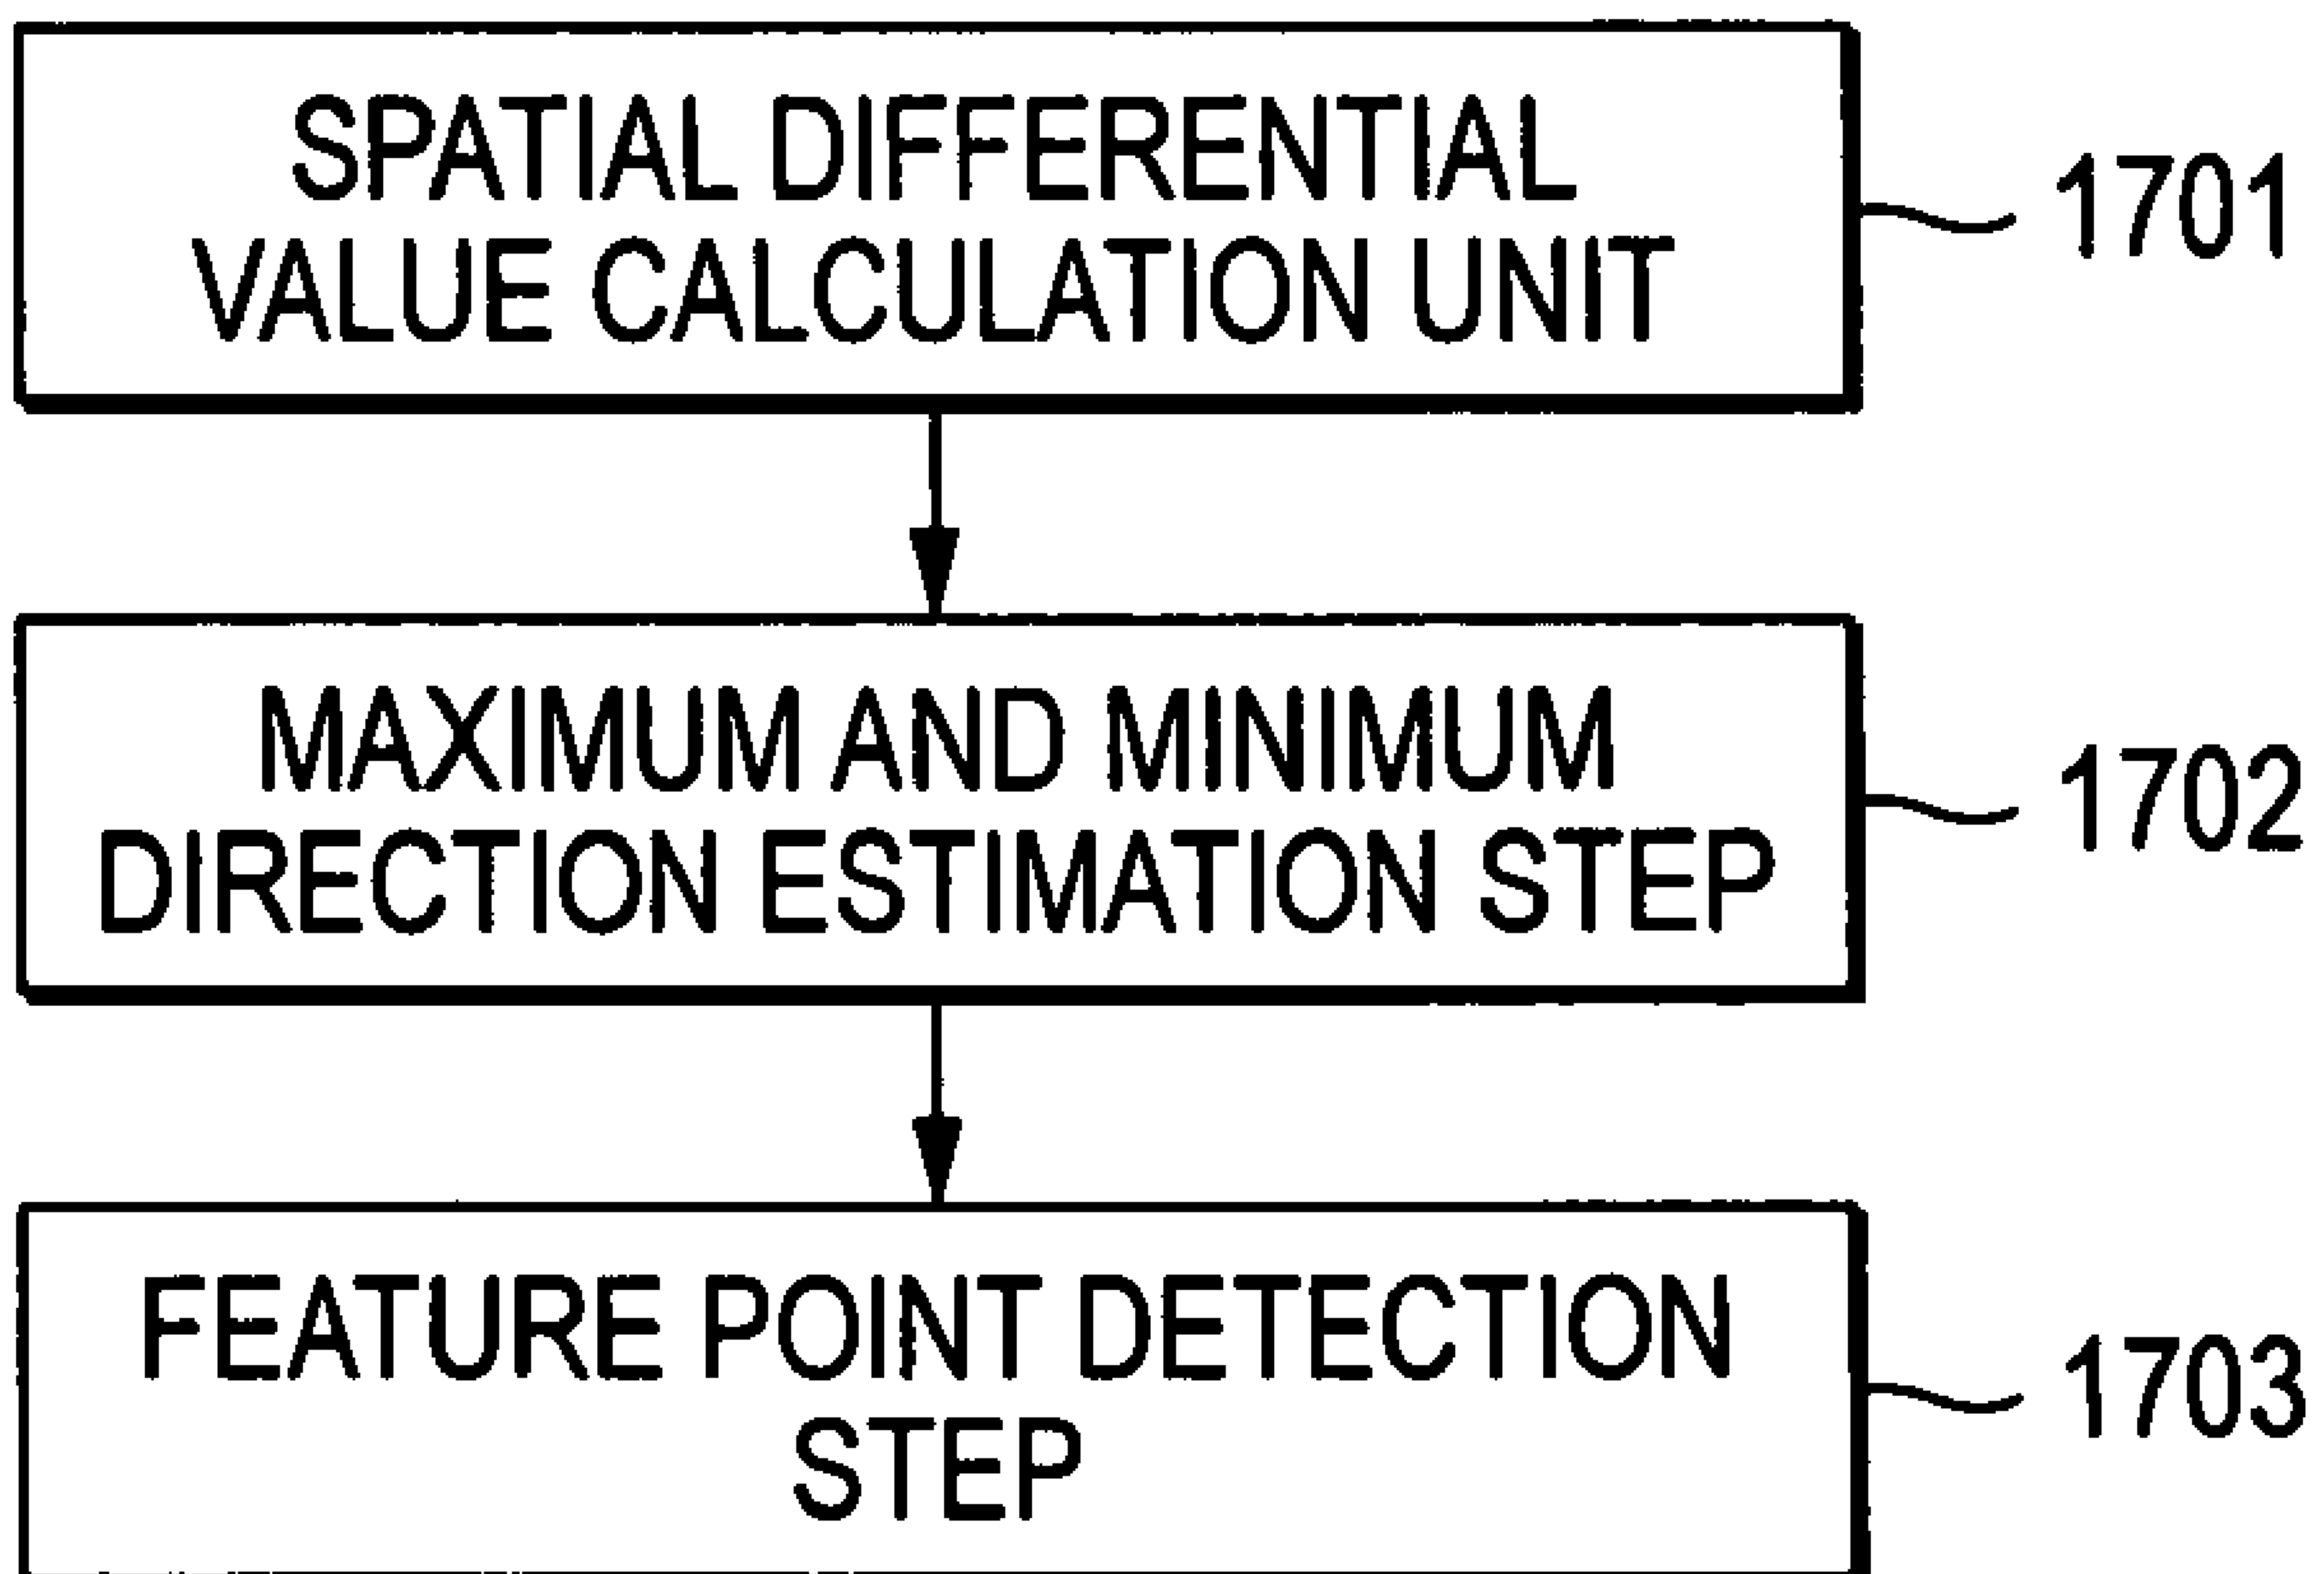 SPATIAL DIFFERENTIAL
VALUE CALCULATION UNIT
1701
MAXIMUM AND MINIMUM
DIRECTION ESTIMATION STEP
1702
FEATURE POINT DETECTION
STEP
1703